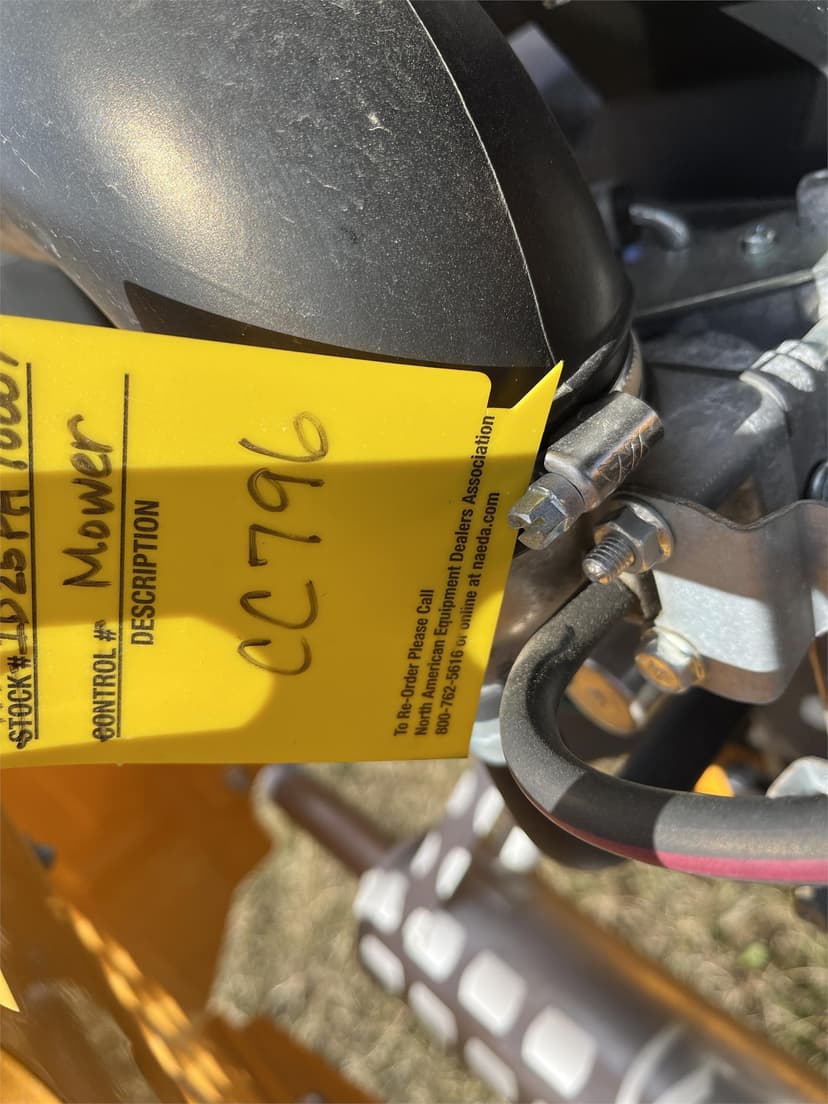 STOCK #
CONTROL #
Mower
DESCRIPTION
CC796
To Re-Order Please Call
North American Equipment Dealers Association
800-762-5616 or online at naeda.com